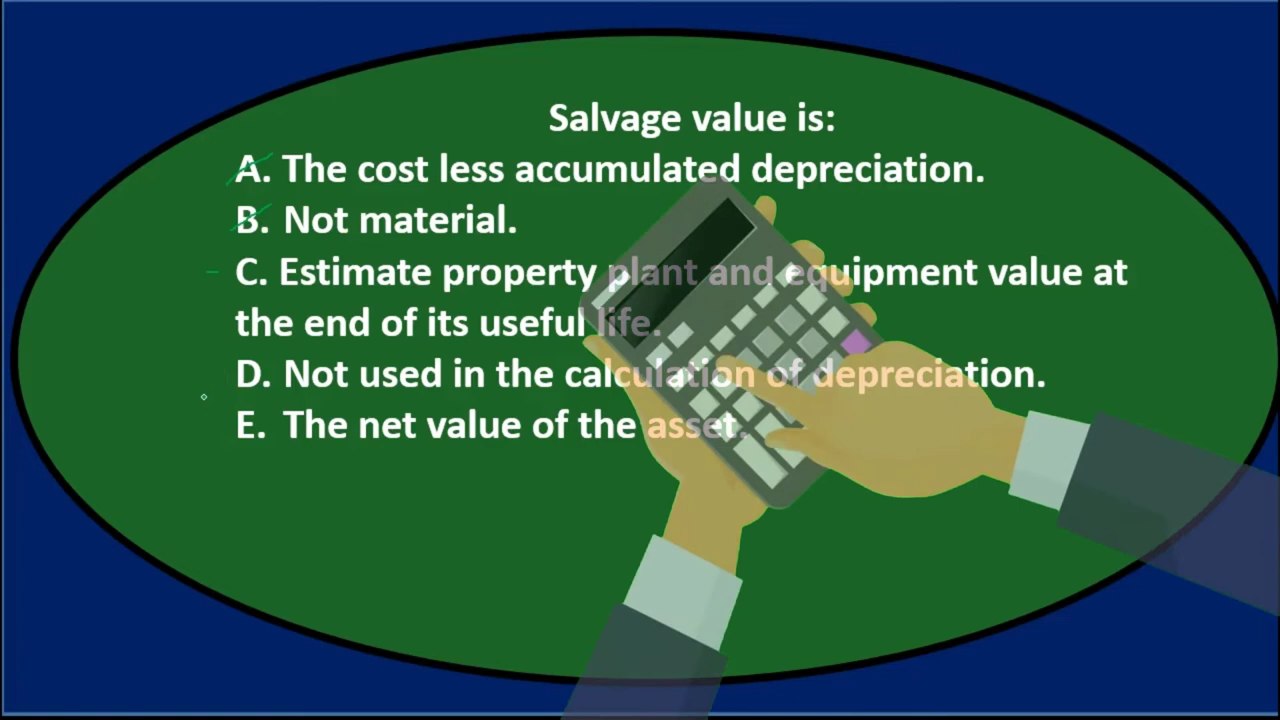 Salvage value is:
A. The cost less accumulated depreciation.
B. Not material.
C. Estimate property plant and equipment value at
the end of its useful life.
D. Not used in the calculation of depreciation.
E. The net value of the asset.